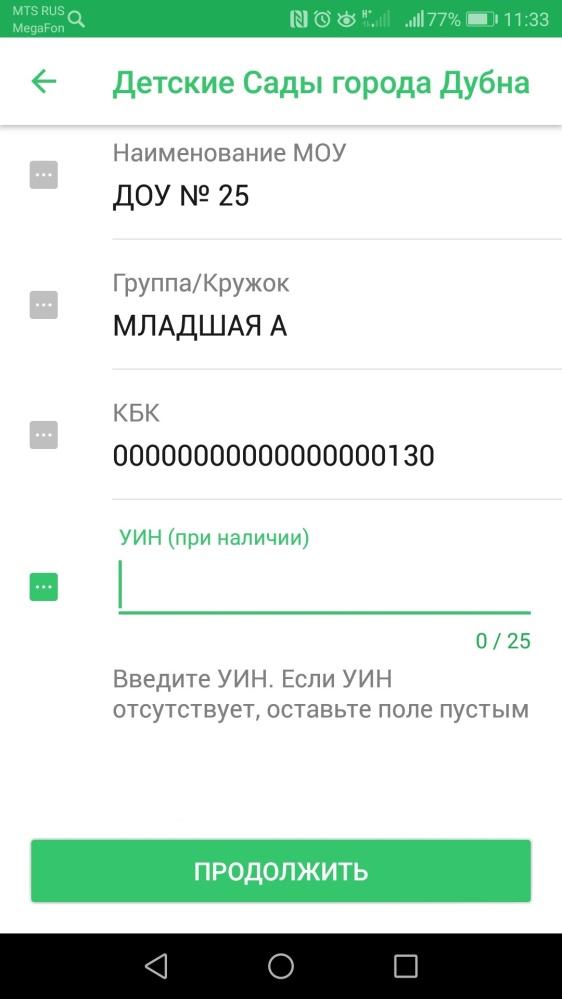 MTS RUS
MegaFon
H+
77%
11:33
Детские Сады города Дубна
Наименование МОУ
ДОУ № 25
Группа/Кружок
МЛАДШАЯ А
КБК
00000000000000000130
УИН (при наличии)
0 / 25
Введите УИН. Если УИН
отсутствует, оставьте поле пустым
ПРОДОЛЖИТЬ